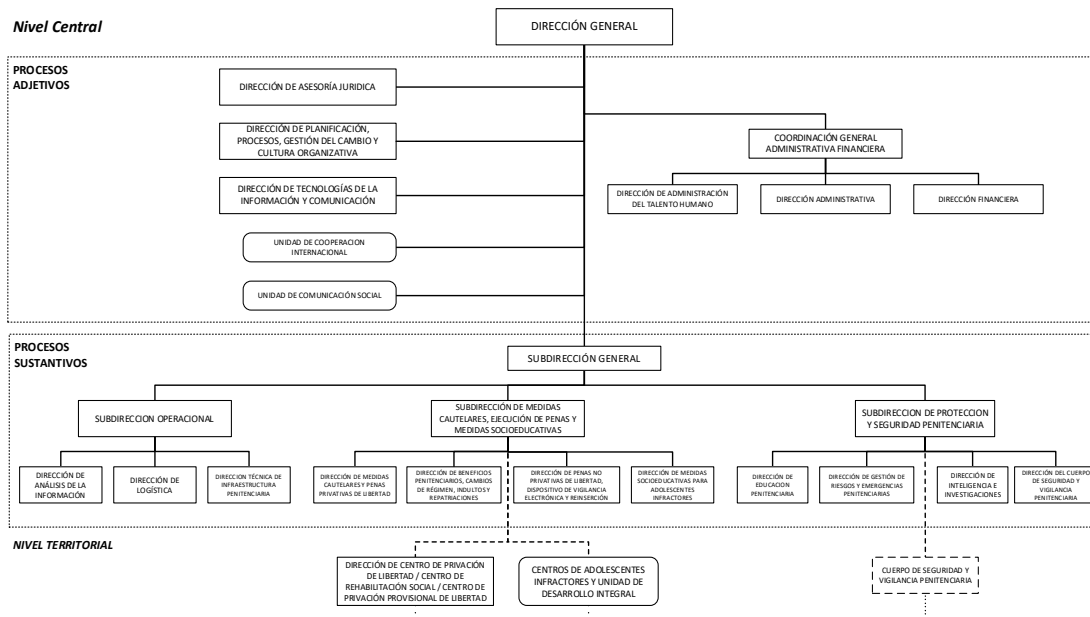 Nivel Central
DIRECCIÓN GENERAL
PROCESOS
ADJETIVOS
DIRECCIÓN DE ASESORÍA JURIDICA
DIRECCIÓN DE PLANIFICACIÓN,
PROCESOS, GESTIÓN DEL CAMBIO Y
CULTURA ORGANIZATIVA
DIRECCIÓN DE TECNOLOGÍAS DE LA
INFORMACIÓN Y COMUNICACIÓN
UNIDAD DE COOPERACION
INTERNACIONAL
UNIDAD DE COMUNICACIÓN SOCIAL
COORDINACIÓN GENERAL
ADMINISTRATIVA FINANCIERA
DIRECCIÓN DE ADMINISTRACIÓN
DEL TALENTO HUMANO
DIRECCIÓN ADMINISTRATIVA
DIRECCIÓN FINANCIERA
PROCESOS
SUSTANTIVOS
SUBDIRECCIÓN GENERAL
SUBDIRECCION OPERACIONAL
SUBDIRECCIÓN DE MEDIDAS
CAUTELARES, EJECUCIÓN DE PENAS Y
MEDIDAS SOCIOEDUCATIVAS
SUBDIRECCION DE PROTECCION
Y SEGURIDAD PENITENCIARIA
DIRECCIÓN DE
ANÁLISIS DE LA
INFORMACIÓN
DIRECCIÓN DE
LOGÍSTICA
DIRECCION TÉCNICA DE
INFRAESTRUCTURA
PENITENCIARIA
DIRECCIÓN DE MEDIDAS
CAUTELARES Y PENAS
PRIVATIVAS DE LIBERTAD
DIRECCIÓN DE BENEFICIOS
PENITENCIARIOS, CAMBIOS
DE RÉGIMEN, INDULTOS Y
REPATRIACIONES
DIRECCIÓN DE PENAS NO
PRIVATIVAS DE LIBERTAD,
DISPOSITIVO DE VIGILANCIA
ELECTRÓNICA Y REINSERCIÓN
DIRECCIÓN DE MEDIDAS
SOCIOEDUCATIVAS PARA
ADOLESCENTES
INFRACTORES
DIRECCIÓN DE
EDUCACION
PENITENCIARIA
DIRECCIÓN DE GESTIÓN DE
RIESGOS Y EMERGENCIAS
PENITENCIARIAS
DIRECCIÓN DE
INTELIGENCIA E
INVESTIGACIONES
DIRECCIÓN DEL CUERPO
DE SEGURIDAD Y
VIGILANCIA
PENITENCIARIA
NIVEL TERRITORIAL
DIRECCIÓN DE CENTRO DE PRIVACIÓN
DE LIBERTAD / CENTRO DE
REHABILITACIÓN SOCIAL / CENTRO DE
PRIVACIÓN PROVISIONAL DE LIBERTAD
CENTROS DE ADOLESCENTES
INFRACTORES Y UNIDAD DE
DESARROLLO INTEGRAL
CUERPO DE SEGURIDAD Y
VIGILANCIA PENITENCIARIA